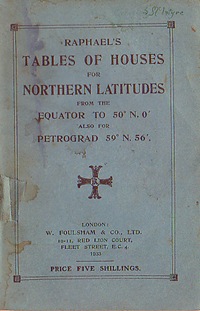 RAPHAEL'S
TABLES OF HOUSES
FOR
NORTHERN LATITUDES
FROM THE
EQUATOR TO 50° N. 0'
ALSO FOR
PETROGRAD 59° N. 56'.
LONDON:
W. FOULSHAM & CO., LTD.
10-11, RED LION COURT,
FLEET STREET, E.C. 4.
PRICE FIVE SHILLINGS.